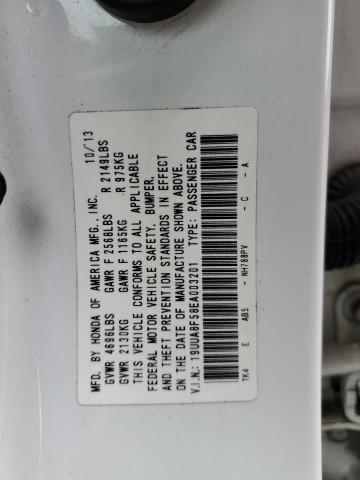 MFD. BY HONDA OF AMERICA MFG., INC. 10/13
GVWR 4696LBS GAWR F 2568LBS R 2149LBS
GVWR 2130KG GAWR F 1165KG R 975KG
THIS VEHICLE CONFORMS TO ALL APPLICABLE
FEDERAL MOTOR VEHICLE SAFETY, BUMPER,
AND THEFT PREVENTION STANDARDS IN EFFECT
ON THE DATE OF MANUFACTURE SHOWN ABOVE.
V.I.N.: 19UUA8F58EA003201 TYPE: PASSENGER CAR
TK4 E AB5 - NH788PV - C - A